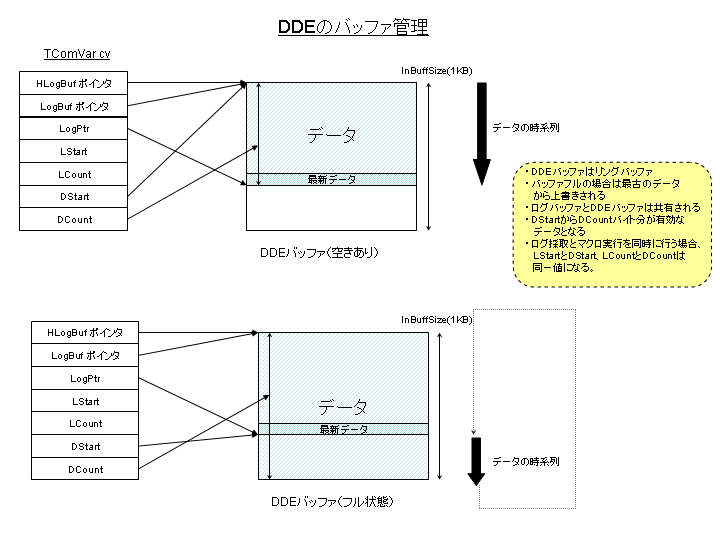 DDEのバッファ管理
TComVar cv
HLogBuf ポインタ
LogBuf ポインタ
LogPtr
LStart
LCount
DStart
DCount
InBuffSize(1KB)
データ
最新データ
DDEバッファ(空きあり)
データの時系列
・DDEバッファはリングバッファ
・バッファフルの場合は最古のデータ
から上書きされる
・ログバッファとDDEバッファは共有される
・DStartからDCountバイト分が有効な
データとなる
・ログ採取とマクロ実行を同時に行う場合、
LStartとDStart、LCountとDCountは
同一値になる。
HLogBuf ポインタ
LogBuf ポインタ
LogPtr
LStart
LCount
DStart
DCount
InBuffSize(1KB)
データ
最新データ
DDEバッファ(フル状態)
データの時系列